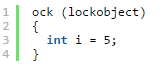 1 ock (lockobject)
2 {
3   int i = 5;
4 }